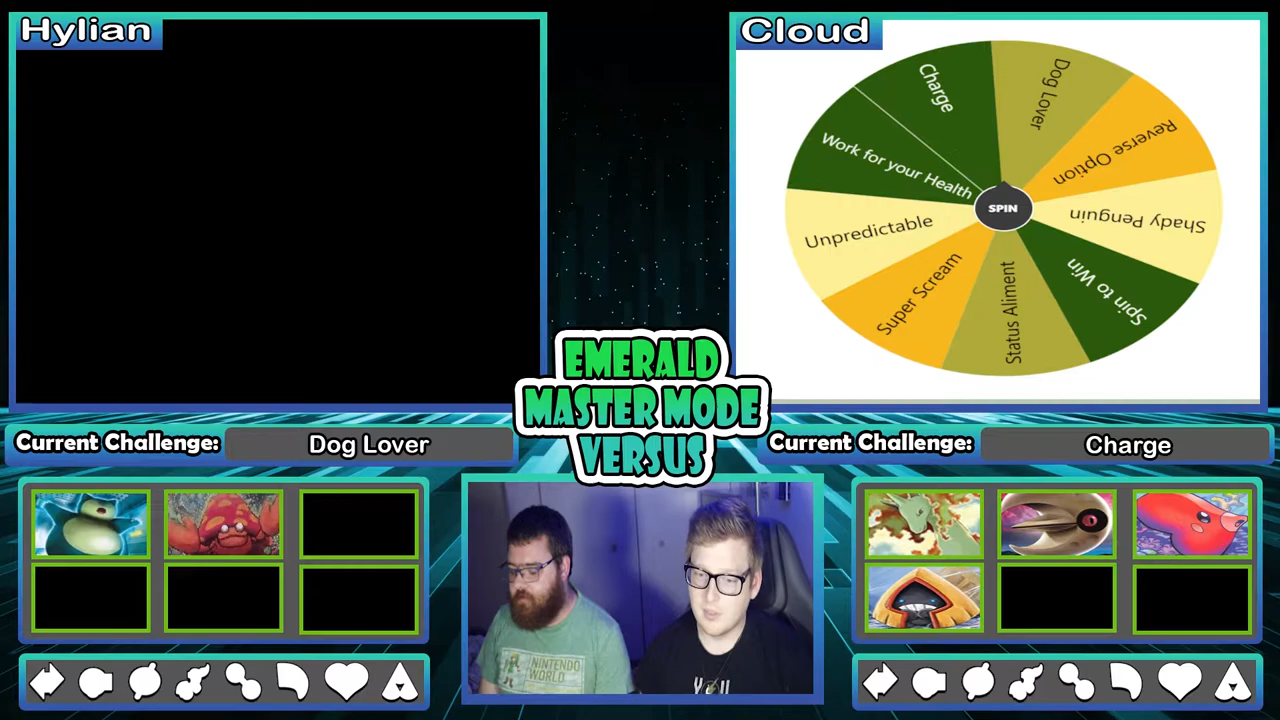 Hylian
Cloud
Charge
Dog Lover
Reverse Option
Shady Penguin
Spin to Win
Status Aliment
Super Scream
Unpredictable
Work for your Health
SPIN
EMERALD
MASTER MODE
VERSUS
Current Challenge:
Dog Lover
Current Challenge:
Charge
NINTENDO
WORLD
YOU